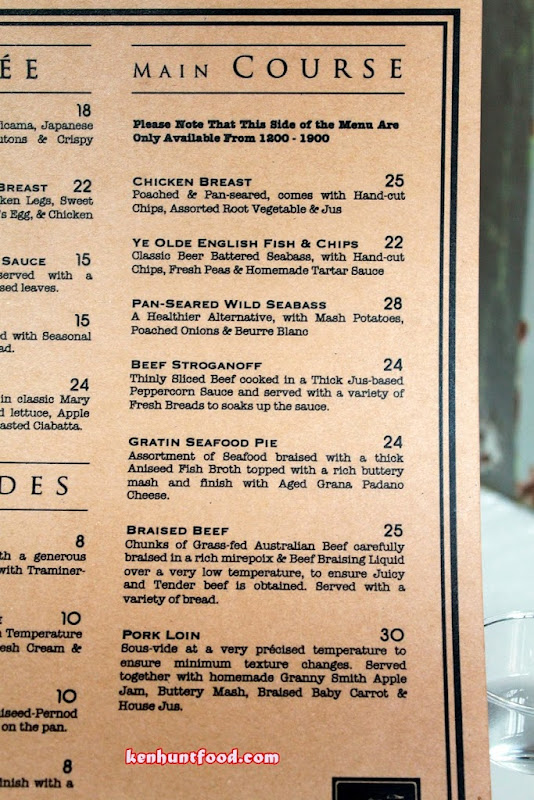 ÉE
18
icama, Japanese
utons & Crispy
Breast 22
ken Legs, Sweet
's Egg, & Chicken
Sauce 15
served with a
sed leaves.
15
d with Seasonal
ad.
24
in classic Mary
d lettuce, Apple
asted Ciabatta.
DES
8
th a generous
with Traminer-
10
n Temperature
esh Cream &
10
iseed-Pernod
on the pan.
8
finish with a
Main Course
Please Note That This Side of the Menu Are
Only Available From 1200 - 1900
Chicken Breast 25
Poached & Pan-seared, comes with Hand-cut
Chips, Assorted Root Vegetable & Jus
Ye Olde English Fish & Chips 22
Classic Beer Battered Seabass, with Hand-cut
Chips, Fresh Peas & Homemade Tartar Sauce
Pan-Seared Wild Seabass 28
A Healthier Alternative, with Mash Potatoes,
Poached Onions & Beurre Blanc
Beef Stroganoff 24
Thinly Sliced Beef cooked in a Thick Jus-based
Peppercorn Sauce and served with a variety of
Fresh Breads to soaks up the sauce.
Gratin Seafood Pie 24
Assortment of Seafood braised with a thick
Aniseed Fish Broth topped with a rich buttery
mash and finish with Aged Grana Padano
Cheese.
Braised Beef 25
Chunks of Grass-fed Australian Beef carefully
braised in a rich mirepoix & Beef Braising Liquid
over a very low temperature, to ensure Juicy
and Tender beef is obtained. Served with a
variety of bread.
Pork Loin 30
Sous-vide at a very précised temperature to
ensure minimum texture changes. Served
together with homemade Granny Smith Apple
Jam, Buttery Mash, Braised Baby Carrot &
House Jus.
kenhuntfood.com